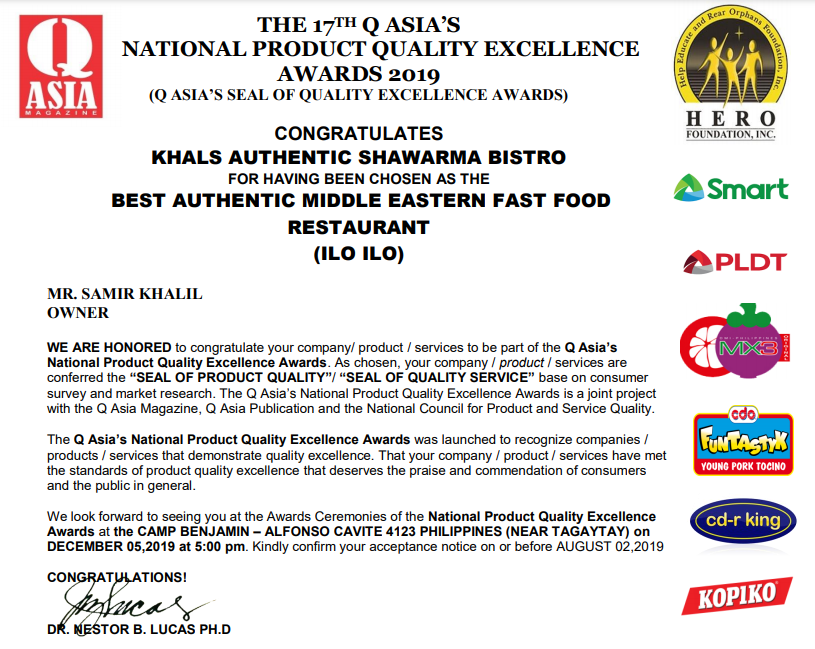 Q
ASIA
MAGAZINE
THE 17TH Q ASIA'S
NATIONAL PRODUCT QUALITY EXCELLENCE
AWARDS 2019
(Q ASIA'S SEAL OF QUALITY EXCELLENCE AWARDS)
CONGRATULATES
KHALS AUTHENTIC SHAWARMA BISTRO
FOR HAVING BEEN CHOSEN AS THE
BEST AUTHENTIC MIDDLE EASTERN FAST FOOD
RESTAURANT
(ILO ILO)
MR. SAMIR KHALIL
OWNER
WE ARE HONORED to congratulate your company/ product / services to be part of the Q Asia's
National Product Quality Excellence Awards. As chosen, your company / product / services are
conferred the “SEAL OF PRODUCT QUALITY”/ “SEAL OF QUALITY SERVICE” base on consumer
survey and market research. The Q Asia's National Product Quality Excellence Awards is a joint project
with the Q Asia Magazine, Q Asia Publication and the National Council for Product and Service Quality.
The Q Asia's National Product Quality Excellence Awards was launched to recognize companies /
products / services that demonstrate quality excellence. That your company / product / services have met
the standards of product quality excellence that deserves the praise and commendation of consumers
and the public in general.
We look forward to seeing you at the Awards Ceremonies of the National Product Quality Excellence
Awards at the CAMP BENJAMIN – ALFONSO CAVITE 4123 PHILIPPINES (NEAR TAGAYTAY) on
DECEMBER 05,2019 at 5:00 pm. Kindly confirm your acceptance notice on or before AUGUST 02,2019
CONGRATULATIONS!
DR. NESTOR B. LUCAS PH.D
Help Educate and Rear Orphans Foundation, Inc.
HERO
FOUNDATION, INC.
Smart
PLDT
MX3
cdo
FUNTASTYK
YOUNG PORK TOCINO
cd-r king
KOPIKO